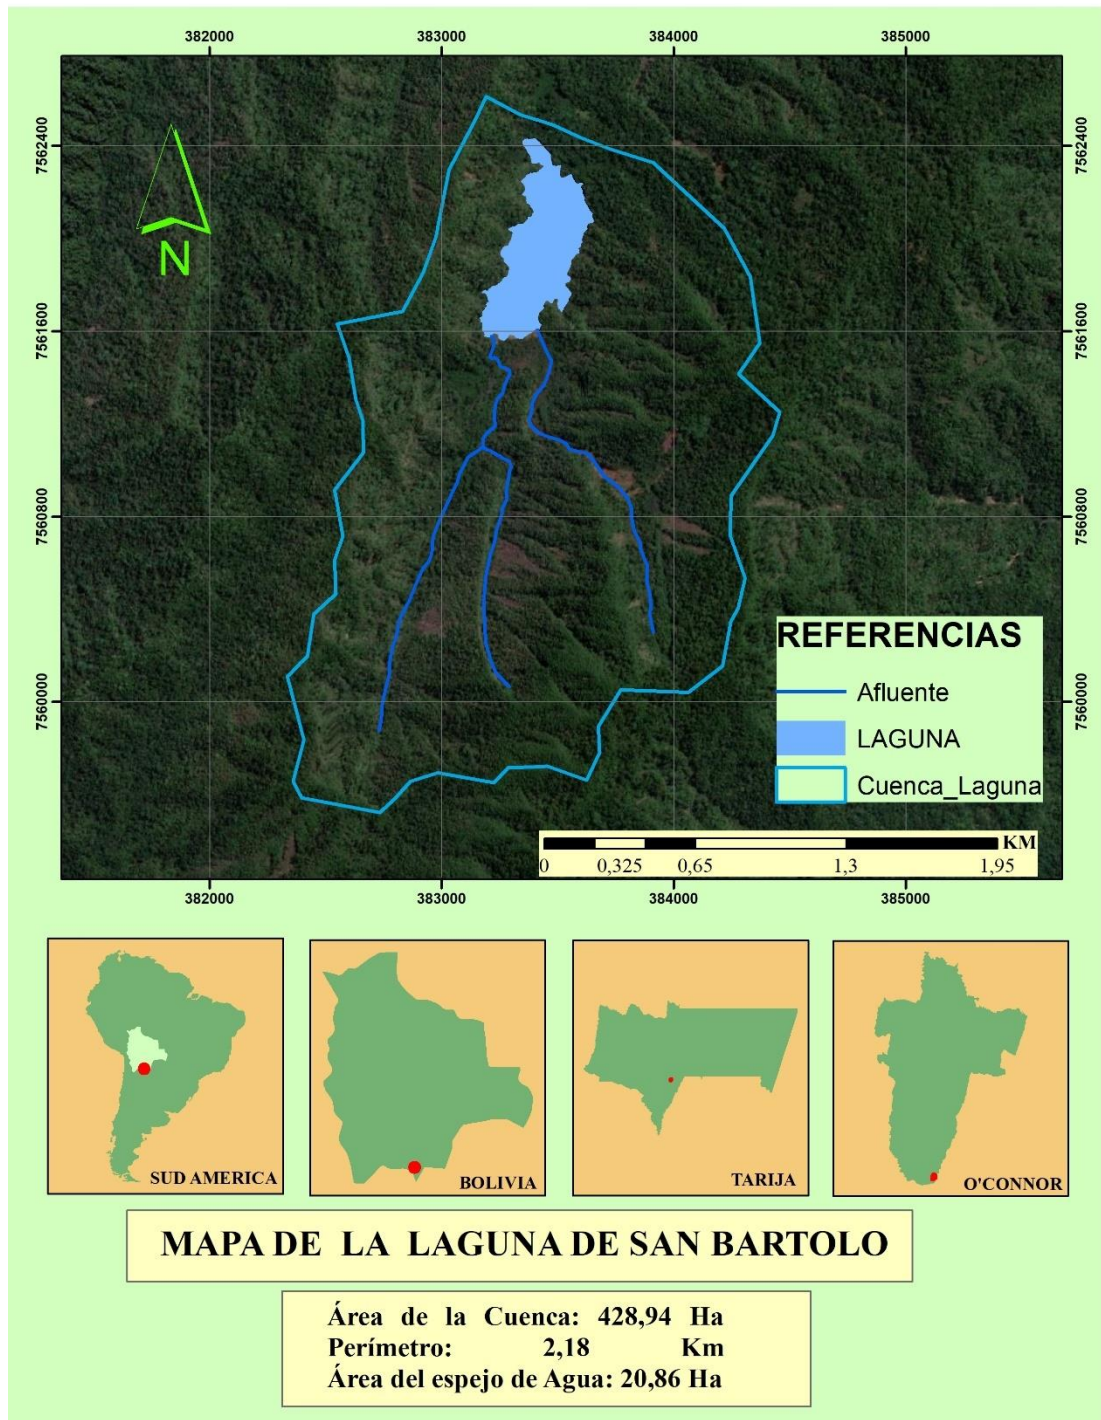 382000 383000 384000 385000
7562400 7562400
N
7561600 7561600
7560800 7560800
REFERENCIAS
Afluente
7560000 7560000
LAGUNA
Cuenca_Laguna
KM
0 0,325 0,65 1,3 1,95
382000 383000 384000 385000
SUD AMERICA
BOLIVIA
TARIJA
O'CONNOR
MAPA DE LA LAGUNA DE SAN BARTOLO
Área de la Cuenca: 428,94 Ha
Perímetro: 2,18 Km
Área del espejo de Agua: 20,86 Ha